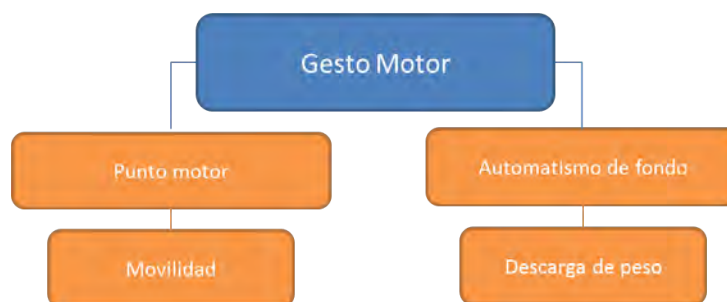 Gesto Motor
Punto motor
Automatismo de fondo
Movilidad
Descarga de peso